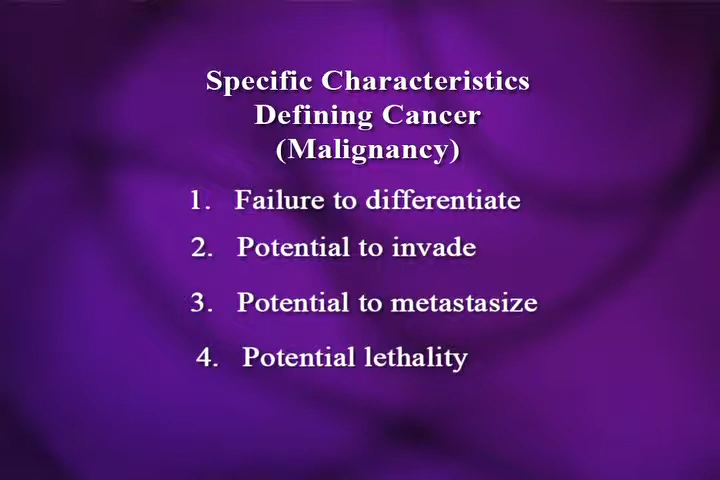 Specific Characteristics
Defining Cancer
(Malignancy)
1. Failure to differentiate
2. Potential to invade
3. Potential to metastasize
4. Potential lethality